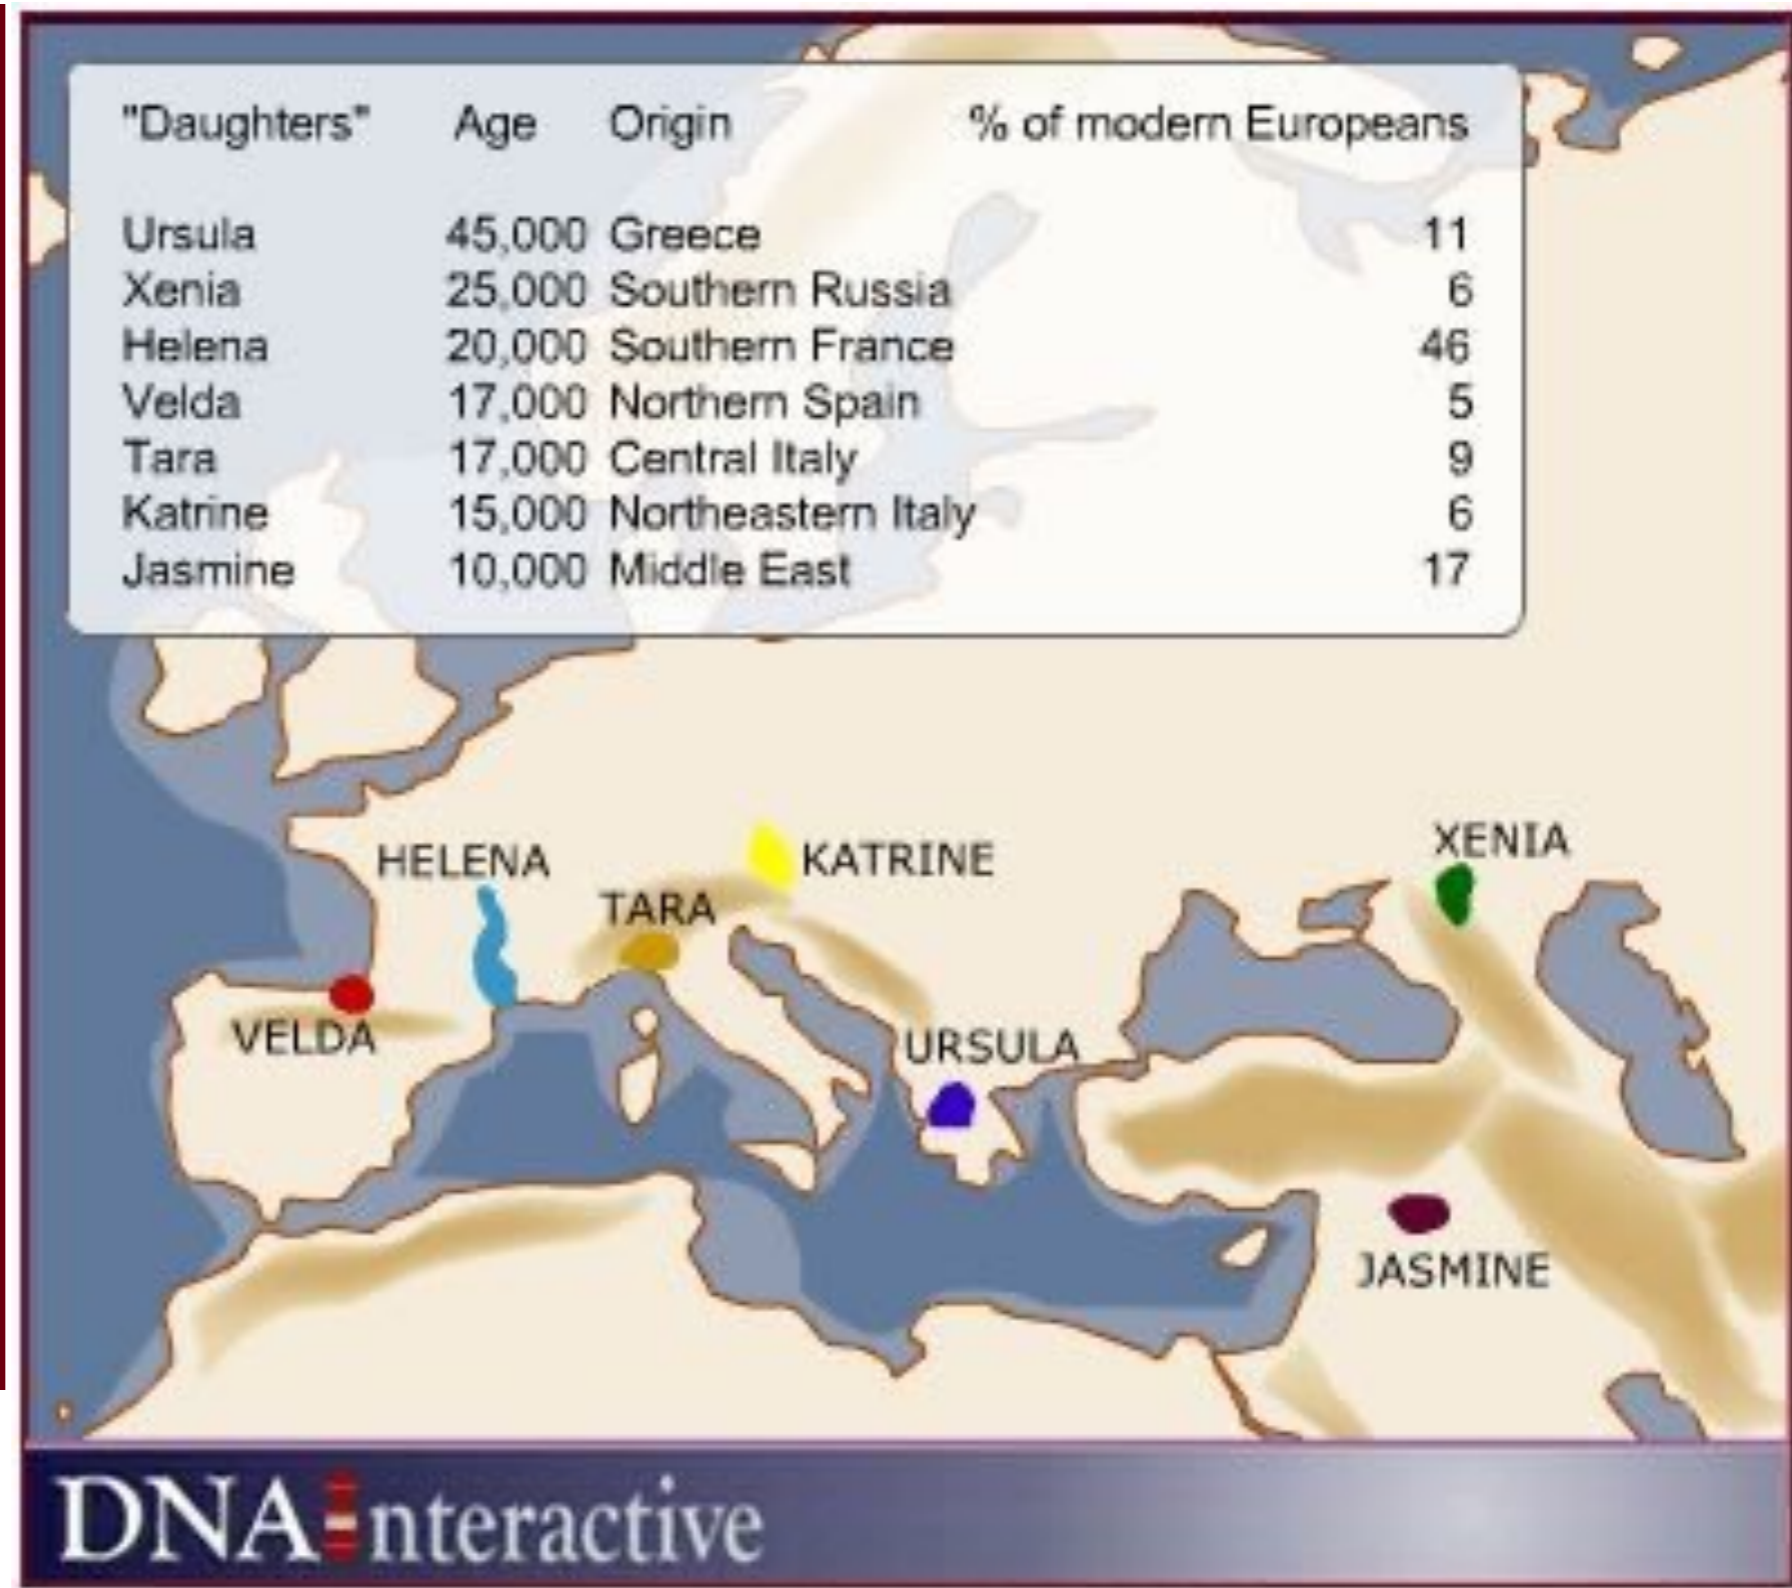 "Daughters" Age Origin % of modern Europeans
Ursula 45,000 Greece 11
Xenia 25,000 Southern Russia 6
Helena 20,000 Southern France 46
Velda 17,000 Northern Spain 5
Tara 17,000 Central Italy 9
Katrine 15,000 Northeastern Italy 6
Jasmine 10,000 Middle East 17
XENIA
HELENA
KATRINE
TARA
VELDA
URSULA
JASMINE
DNA interactive